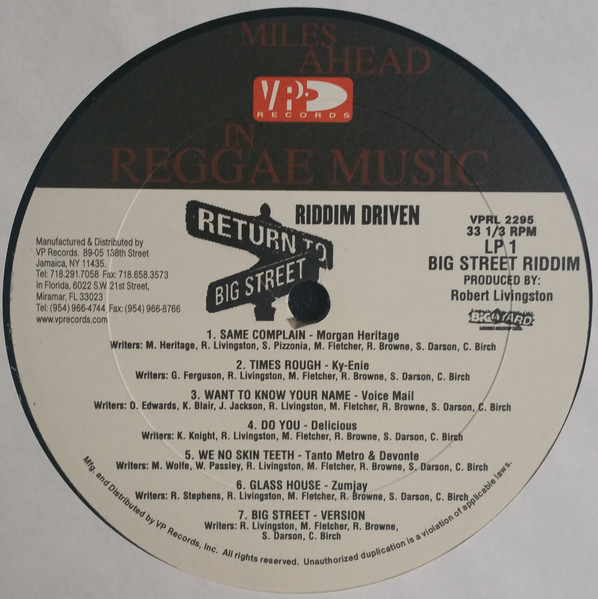 MILES
AHEAD
VP
RECORDS
IN
REGGAE MUSIC
RETURN TO
BIG STREET
RIDDIM DRIVEN
VPRL 2295
33 1/3 RPM
LP 1
BIG STREET RIDDIM
PRODUCED BY:
Robert Livingston
BIG YARD
Manufactured & Distributed by
VP Records. 89-05 138th Street
Jamaica, NY 11435.
Tel: 718.291.7058 Fax: 718.658.3573
In Florida, 6022 S.W. 21st Street,
Miramar, FL 33023
Tel: (954) 966-4744, Fax: (954) 966-8766
www.vprecords.com
1. SAME COMPLAIN - Morgan Heritage
Writers: M. Heritage, R. Livingston, S. Pizzonia, M. Fletcher, R. Browne, S. Darson, C. Birch
2. TIMES ROUGH - Ky-Enie
Writers: G. Ferguson, R. Livingston, M. Fletcher, R. Browne, S. Darson, C. Birch
3. WANT TO KNOW YOUR NAME - Voice Mail
Writers: O. Edwards, K. Blair, J. Jackson, R. Livingston, M. Fletcher, R. Browne, S. Darson, C. Birch
4. DO YOU - Delicious
Writers: K. Knight, R. Livingston, M. Fletcher, R. Browne, S. Darson, C. Birch
5. WE NO SKIN TEETH - Tanto Metro & Devonte
Writers: M. Wolfe, W. Passley, R. Livingston, M. Fletcher, R. Browne, S. Darson, C. Birch
6. GLASS HOUSE - Zumjay
Writers: R. Stephens, R. Livingston, M. Fletcher, R. Browne, S. Darson, C. Birch
7. BIG STREET - VERSION
Writers: R. Livingston, M. Fletcher, R. Browne,
S. Darson, C. Birch
Mfg. and Distributed by VP Records, Inc. All rights reserved. Unauthorized duplication is a violation of applicable laws.